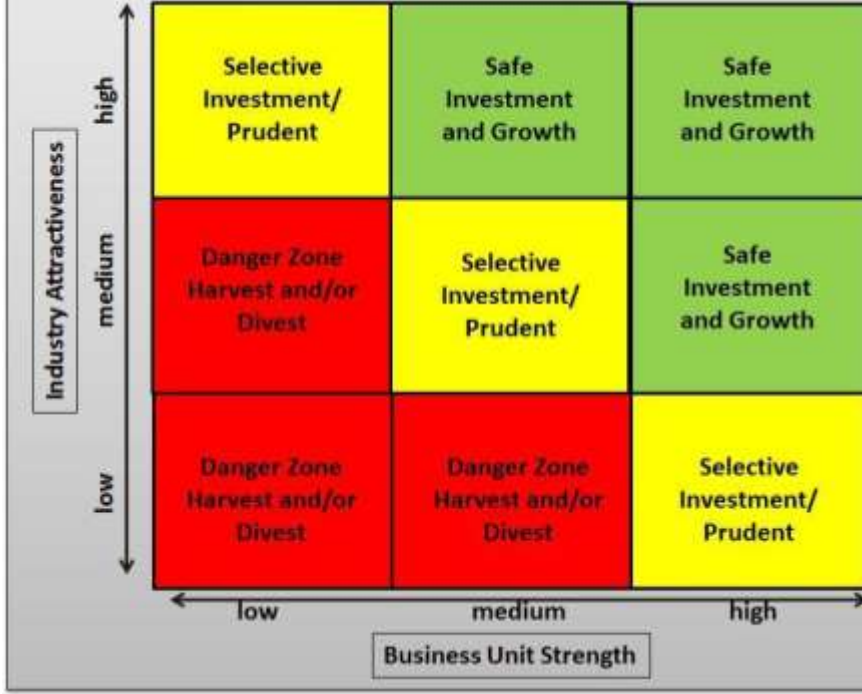 Industry Attractiveness
high
Selective
Investment/
Prudent
Safe
Investment
and Growth
Safe
Investment
and Growth
medium
Danger Zone
Harvest and/or
Divest
Selective
Investment/
Prudent
Safe
Investment
and Growth
low
Danger Zone
Harvest and/or
Divest
Danger Zone
Harvest and/or
Divest
Selective
Investment/
Prudent
low
medium
high
Business Unit Strength